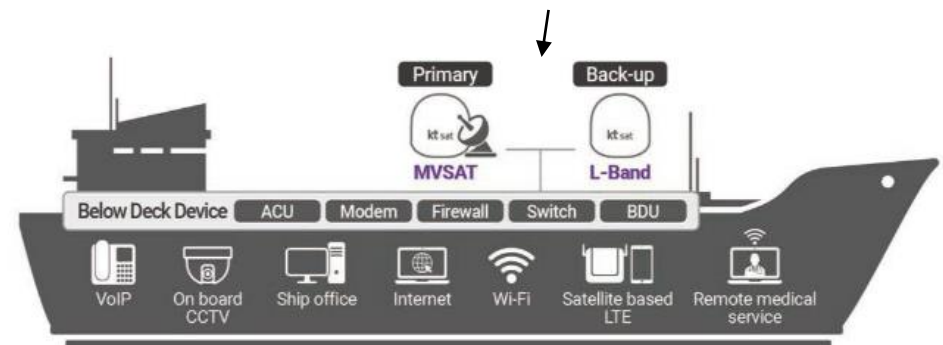 Primary
Back-up
kt sat
kt sat
MVSAT
L-Band
Below Deck Device
ACU
Modem
Firewall
Switch
BDU
VoIP
On board
CCTV
Ship office
Internet
Wi-Fi
Satellite based
LTE
Remote medical
service